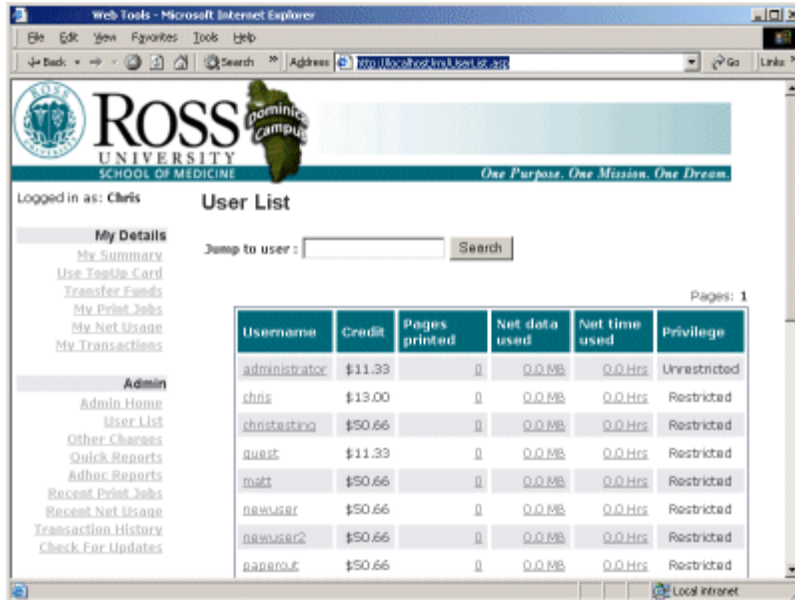 Web Tools - Microsoft Internet Explorer
File Edit View Favorites Tools Help
Back Search » Address Go Links »
ROSS
UNIVERSITY
SCHOOL OF MEDICINE
Dominica
Campus
One Purpose. One Mission. One Dream.
Logged in as: Chris
User List
My Details
My Summary
Use TopUp Card
Transfer Funds
My Print Jobs
My Net Usage
My Transactions
Admin
Admin Home
User List
Other Charges
Quick Reports
Adhoc Reports
Recent Print Jobs
Recent Net Usage
Transaction History
Check For Updates
Jump to user : Search
Pages: 1
Username Credit Pages printed Net data used Net time used Privilege
administrator $11.33 0 0.0 MB 0.0 Hrs Unrestricted
chris $13.00 0 0.0 MB 0.0 Hrs Restricted
christesting $50.66 0 0.0 MB 0.0 Hrs Restricted
guest $11.33 0 0.0 MB 0.0 Hrs Restricted
matt $50.66 0 0.0 MB 0.0 Hrs Restricted
newuser $50.66 0 0.0 MB 0.0 Hrs Restricted
newuser2 $50.66 0 0.0 MB 0.0 Hrs Restricted
papercut $50.66 0 0.0 MB 0.0 Hrs Restricted
Local intranet